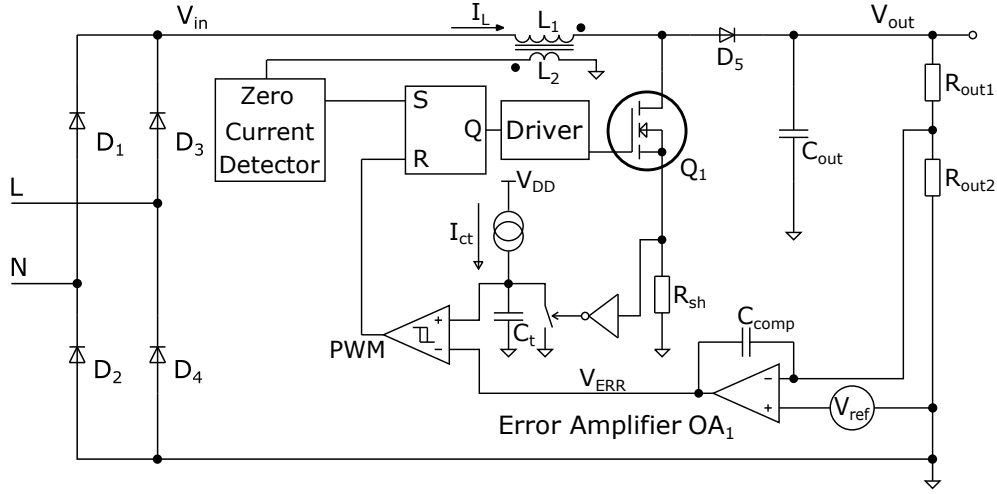 V_in
I_L
L_1
V_out
L_2
D_5
R_out1
Zero
Current
Detector
S
Q
R
Driver
D_1
D_3
Q_1
C_out
R_out2
L
V_DD
I_ct
N
R_sh
C_t
C_comp
PWM
D_2
D_4
V_ERR
V_ref
Error Amplifier OA_1
+
−
−
+